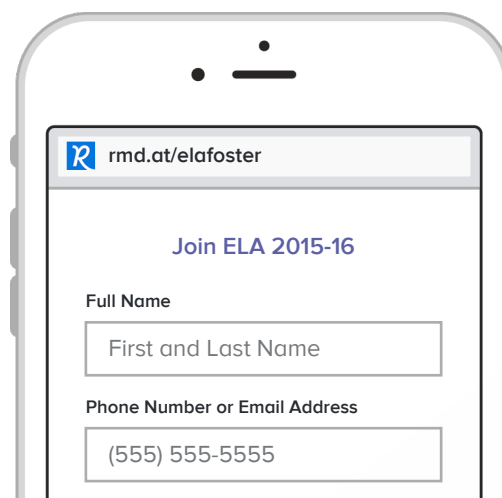 rmd.at/elafoster
Join ELA 2015-16
Full Name
First and Last Name
Phone Number or Email Address
(555) 555-5555